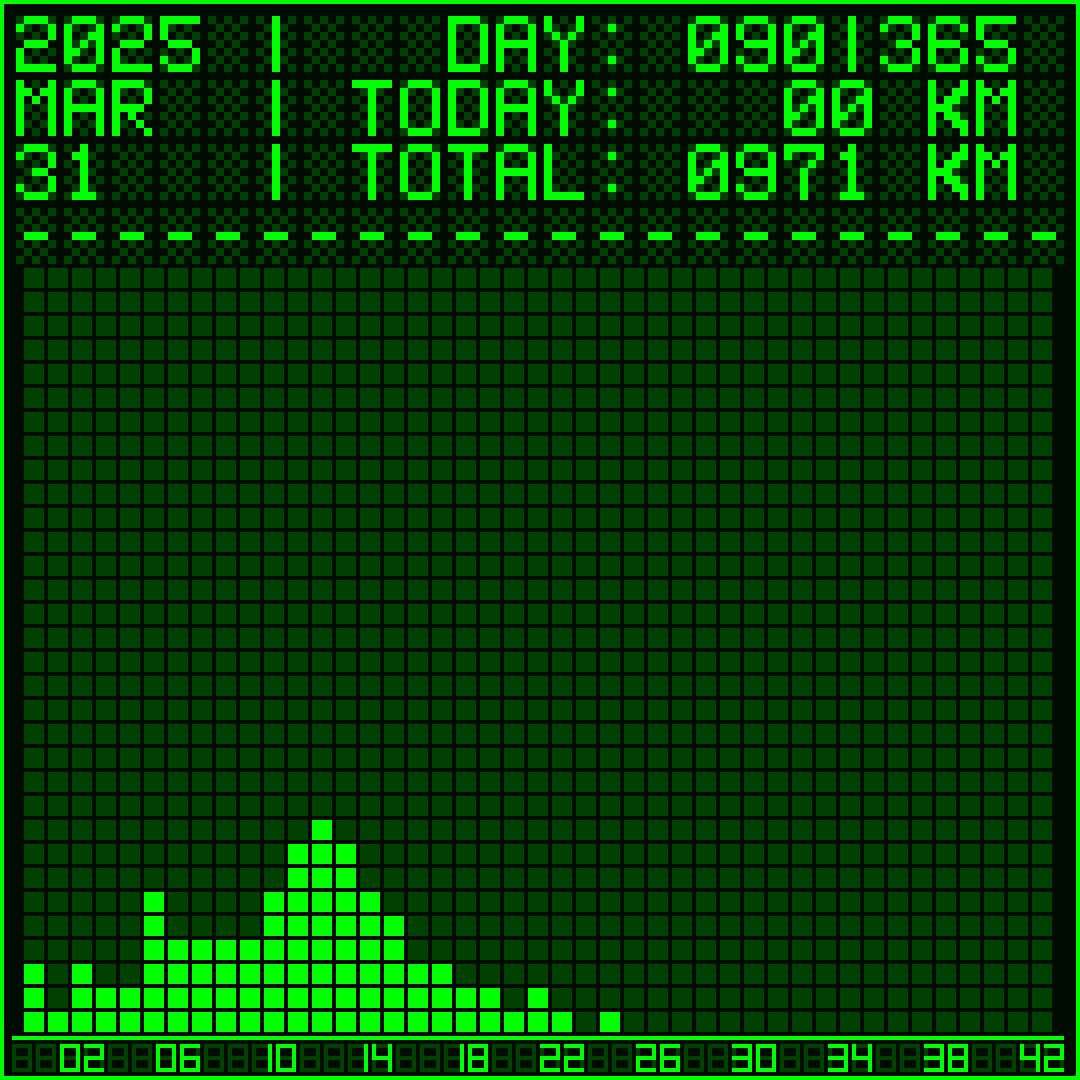 2025 | DAY: 090|365
MAR | TODAY: 00 KM
31 | TOTAL: 0971 KM
- - - - - - - - - - - - - - - - - - - - - -
02 06 10 14 18 22 26 30 34 38 42